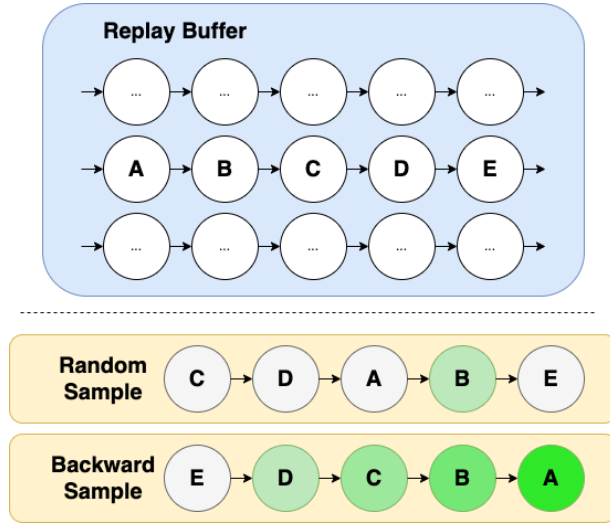 Replay Buffer
... ... ... ... ...
A B C D E
... ... ... ... ...
Random
Sample
C D A B E
Backward
Sample
E D C B A